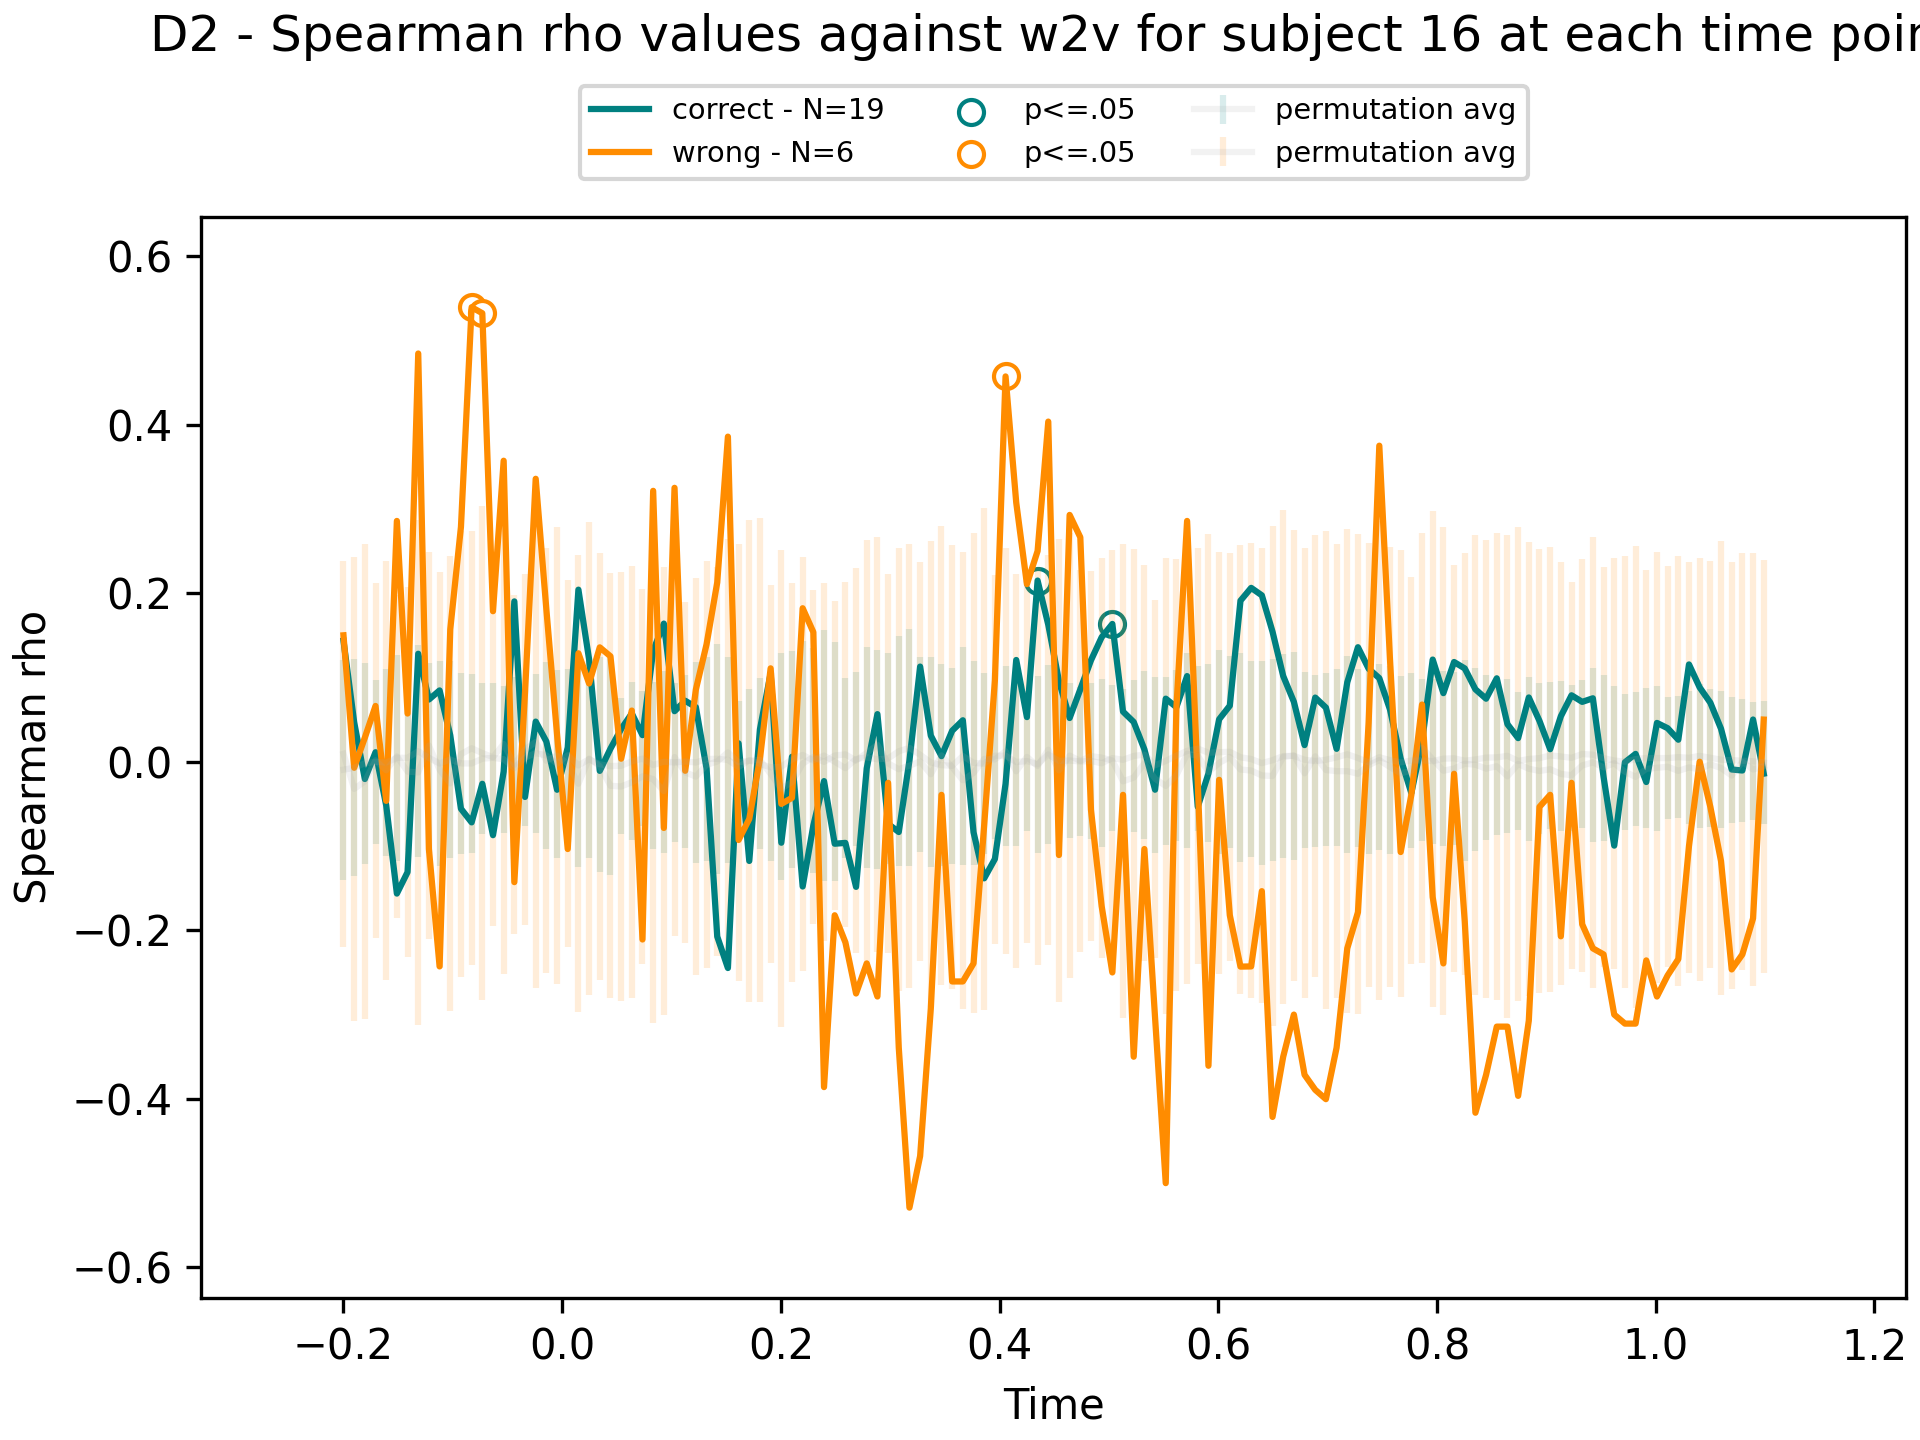 D2 - Spearman rho values against w2v for subject 16 at each time
correct - N=19
wrong - N=6
p<=.05
p<=.05
permutation avg
permutation avg
0.6
0.4
0.2
0.0
−0.2
−0.4
−0.6
Spearman rho
−0.2 0.0 0.2 0.4 0.6 0.8 1.0 1.2
Time